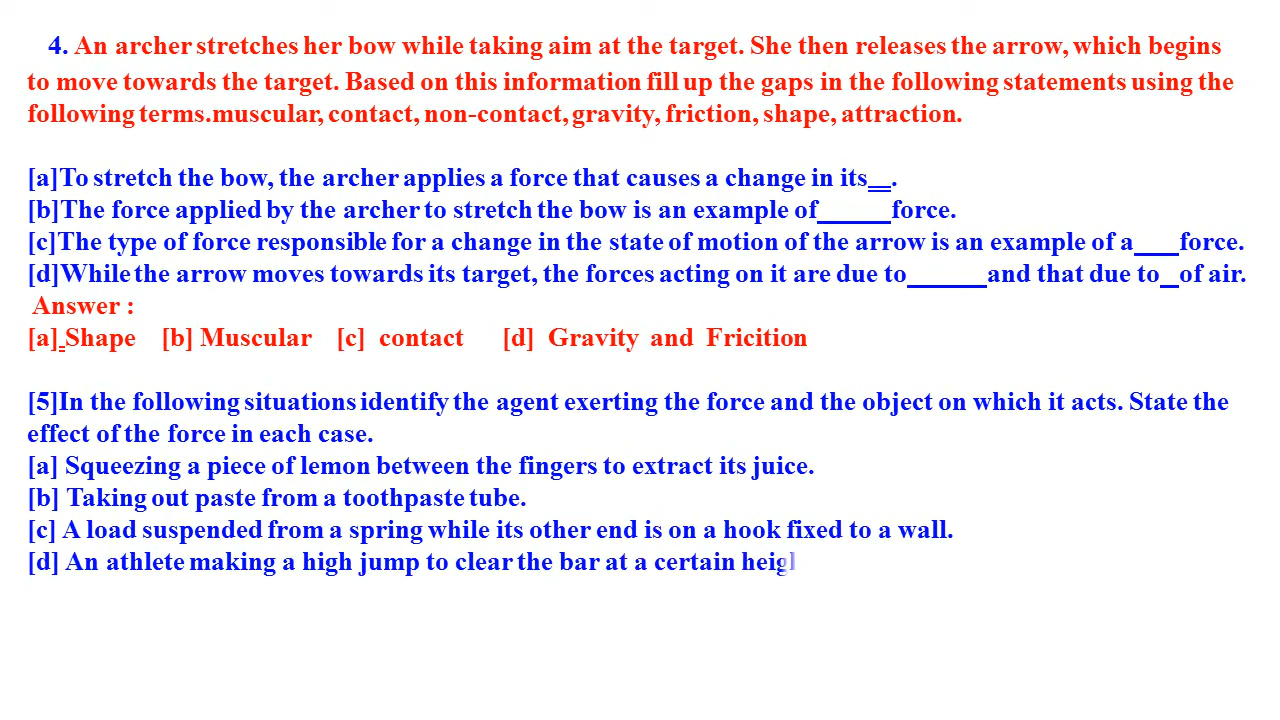 4. An archer stretches her bow while taking aim at the target. She then releases the arrow, which begins
to move towards the target. Based on this information fill up the gaps in the following statements using the
following terms.muscular, contact, non-contact, gravity, friction, shape, attraction.
[a]To stretch the bow, the archer applies a force that causes a change in its__.
[b]The force applied by the archer to stretch the bow is an example of______force.
[c]The type of force responsible for a change in the state of motion of the arrow is an example of a____force.
[d]While the arrow moves towards its target, the forces acting on it are due to_______and that due to_of air.
Answer :
[a]_Shape [b] Muscular [c] contact [d] Gravity and Fricition
[5]In the following situations identify the agent exerting the force and the object on which it acts. State the
effect of the force in each case.
[a] Squeezing a piece of lemon between the fingers to extract its juice.
[b] Taking out paste from a toothpaste tube.
[c] A load suspended from a spring while its other end is on a hook fixed to a wall.
[d] An athlete making a high jump to clear the bar at a certain